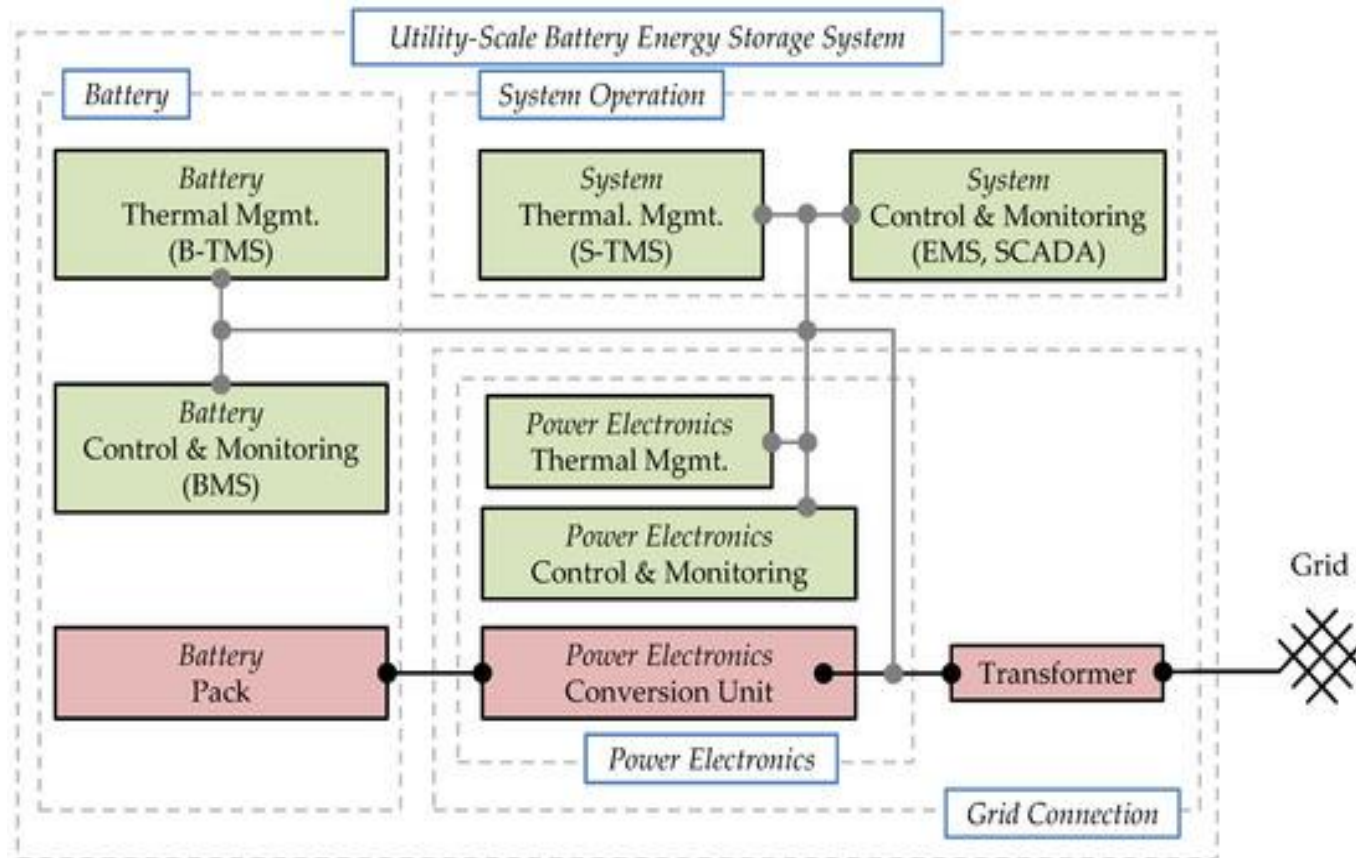 Utility-Scale Battery Energy Storage System
Battery
System Operation
Battery
Thermal Mgmt.
(B-TMS)
System
Thermal. Mgmt.
(S-TMS)
System
Control & Monitoring
(EMS, SCADA)
Battery
Control & Monitoring
(BMS)
Power Electronics
Thermal Mgmt.
Power Electronics
Control & Monitoring
Grid
Battery
Pack
Power Electronics
Conversion Unit
Transformer
Power Electronics
Grid Connection